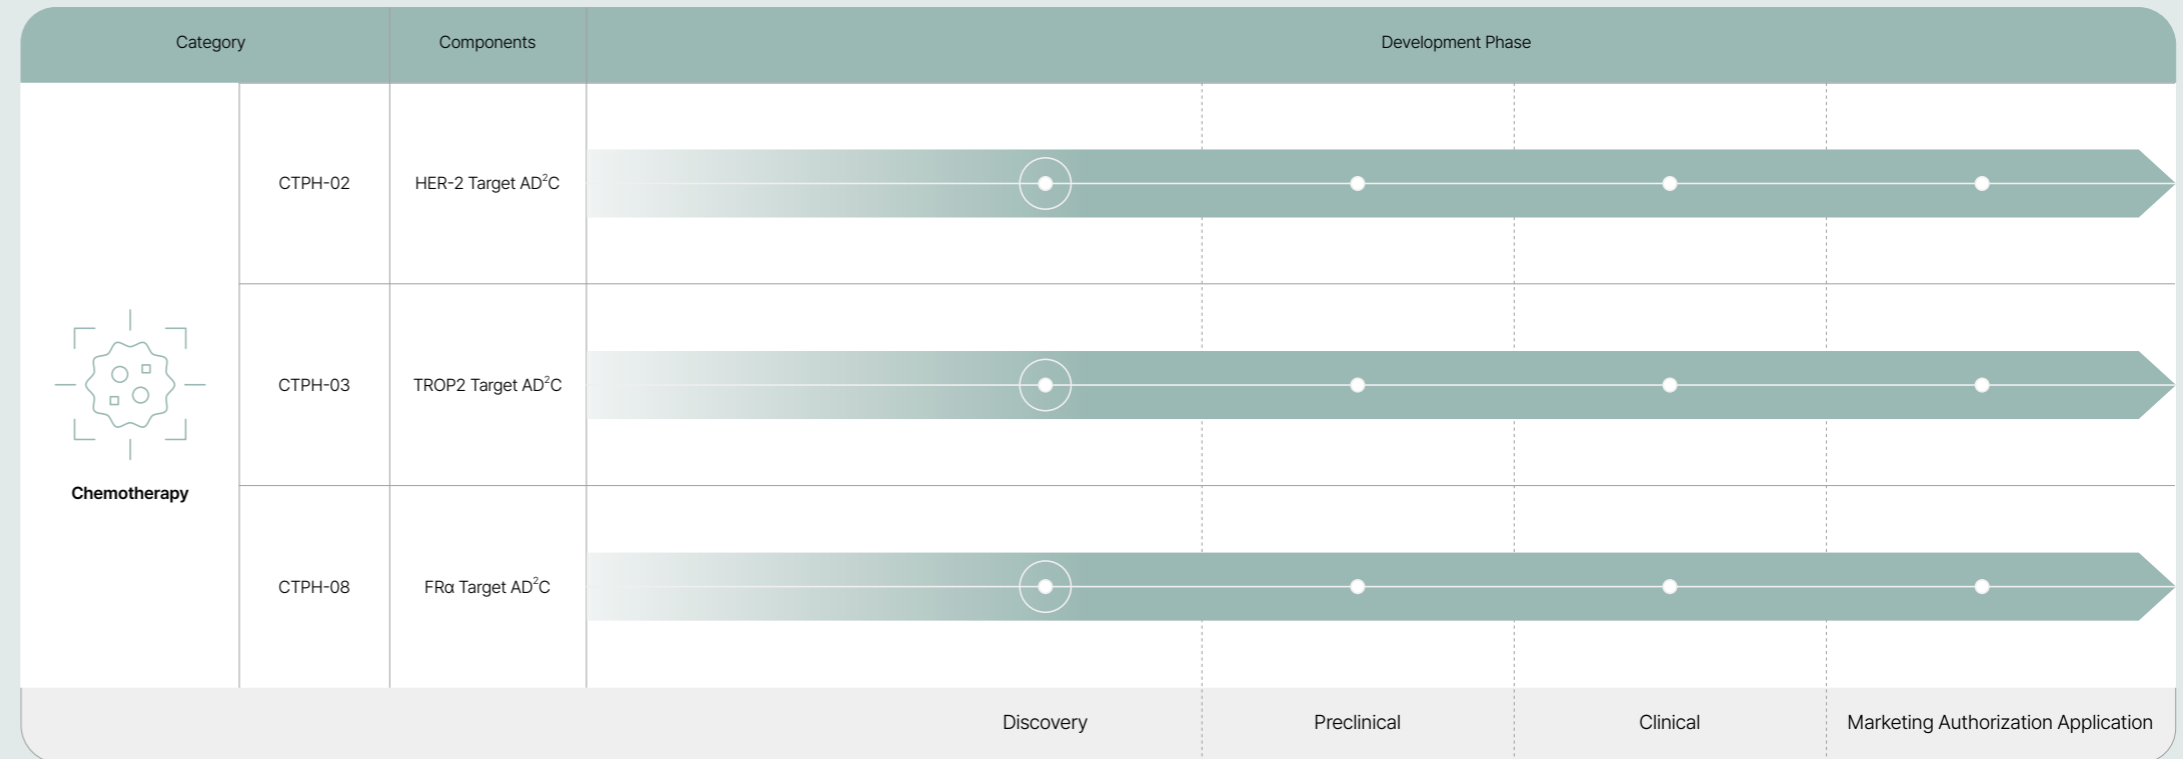 Category Components Development Phase
CTPH-02 HER-2 Target AD²C
CTPH-03 TROP2 Target AD²C
Chemotherapy
CTPH-08 FRα Target AD²C
Discovery Preclinical Clinical Marketing Authorization Application